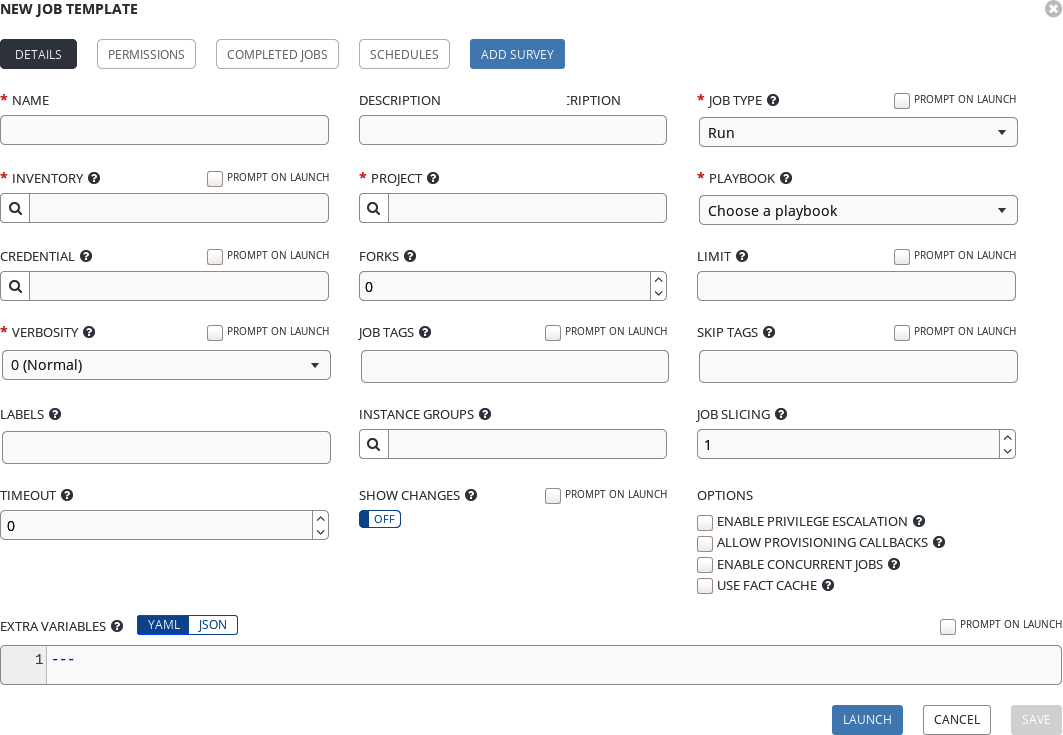 NEW JOB TEMPLATE
DETAILS PERMISSIONS COMPLETED JOBS SCHEDULES ADD SURVEY
* NAME DESCRIPTION CRIPTION * JOB TYPE ? PROMPT ON LAUNCH
Run
* INVENTORY ? PROMPT ON LAUNCH * PROJECT ? * PLAYBOOK ?
Choose a playbook
CREDENTIAL ? PROMPT ON LAUNCH FORKS ? LIMIT ? PROMPT ON LAUNCH
0
* VERBOSITY ? PROMPT ON LAUNCH JOB TAGS ? PROMPT ON LAUNCH SKIP TAGS ? PROMPT ON LAUNCH
0 (Normal)
LABELS ? INSTANCE GROUPS ? JOB SLICING ?
1
TIMEOUT ? SHOW CHANGES ? PROMPT ON LAUNCH OPTIONS
0 OFF ENABLE PRIVILEGE ESCALATION ?
ALLOW PROVISIONING CALLBACKS ?
ENABLE CONCURRENT JOBS ?
USE FACT CACHE ?
EXTRA VARIABLES ? YAML JSON PROMPT ON LAUNCH
1 ---
LAUNCH CANCEL SAVE